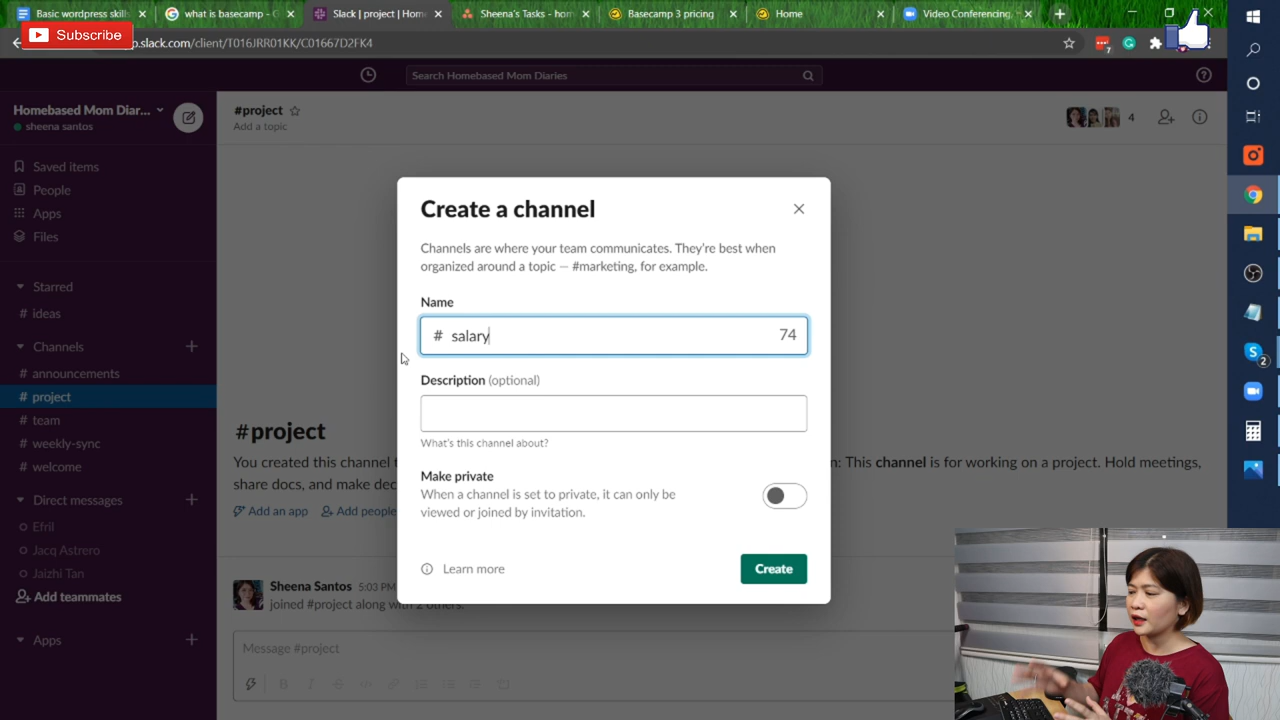 Basic wordpress skill
what is basecamp - G
Slack | project | Hom
Sheena's Tasks - hom
Basecamp 3 pricing
Home
Video Conferencing,
Subscribe
p.slack.com/client/T016JRR01KK/C01667D2FK4
7
Search Homebased Mom Diaries
Homebased Mom Diar...
sheena santos
#project
Add a topic
4
Saved items
People
Apps
Files
Starred
# ideas
Channels
# announcements
# project
# team
# weekly-sync
# welcome
Direct messages
Efril
Jacq Astrero
Jaizhi Tan
Add teammates
Apps
Create a channel
Channels are where your team communicates. They're best when
organized around a topic — #marketing, for example.
Name
# salary 74
Description (optional)
What's this channel about?
Make private
When a channel is set to private, it can only be
viewed or joined by invitation.
Learn more
Create
#project
You created this channel n: This channel is for working on a project. Hold meetings,
share docs, and make dec
Add an app Add people
Sheena Santos 5:03 PM
joined #project along with 2 others.
Message #project
2